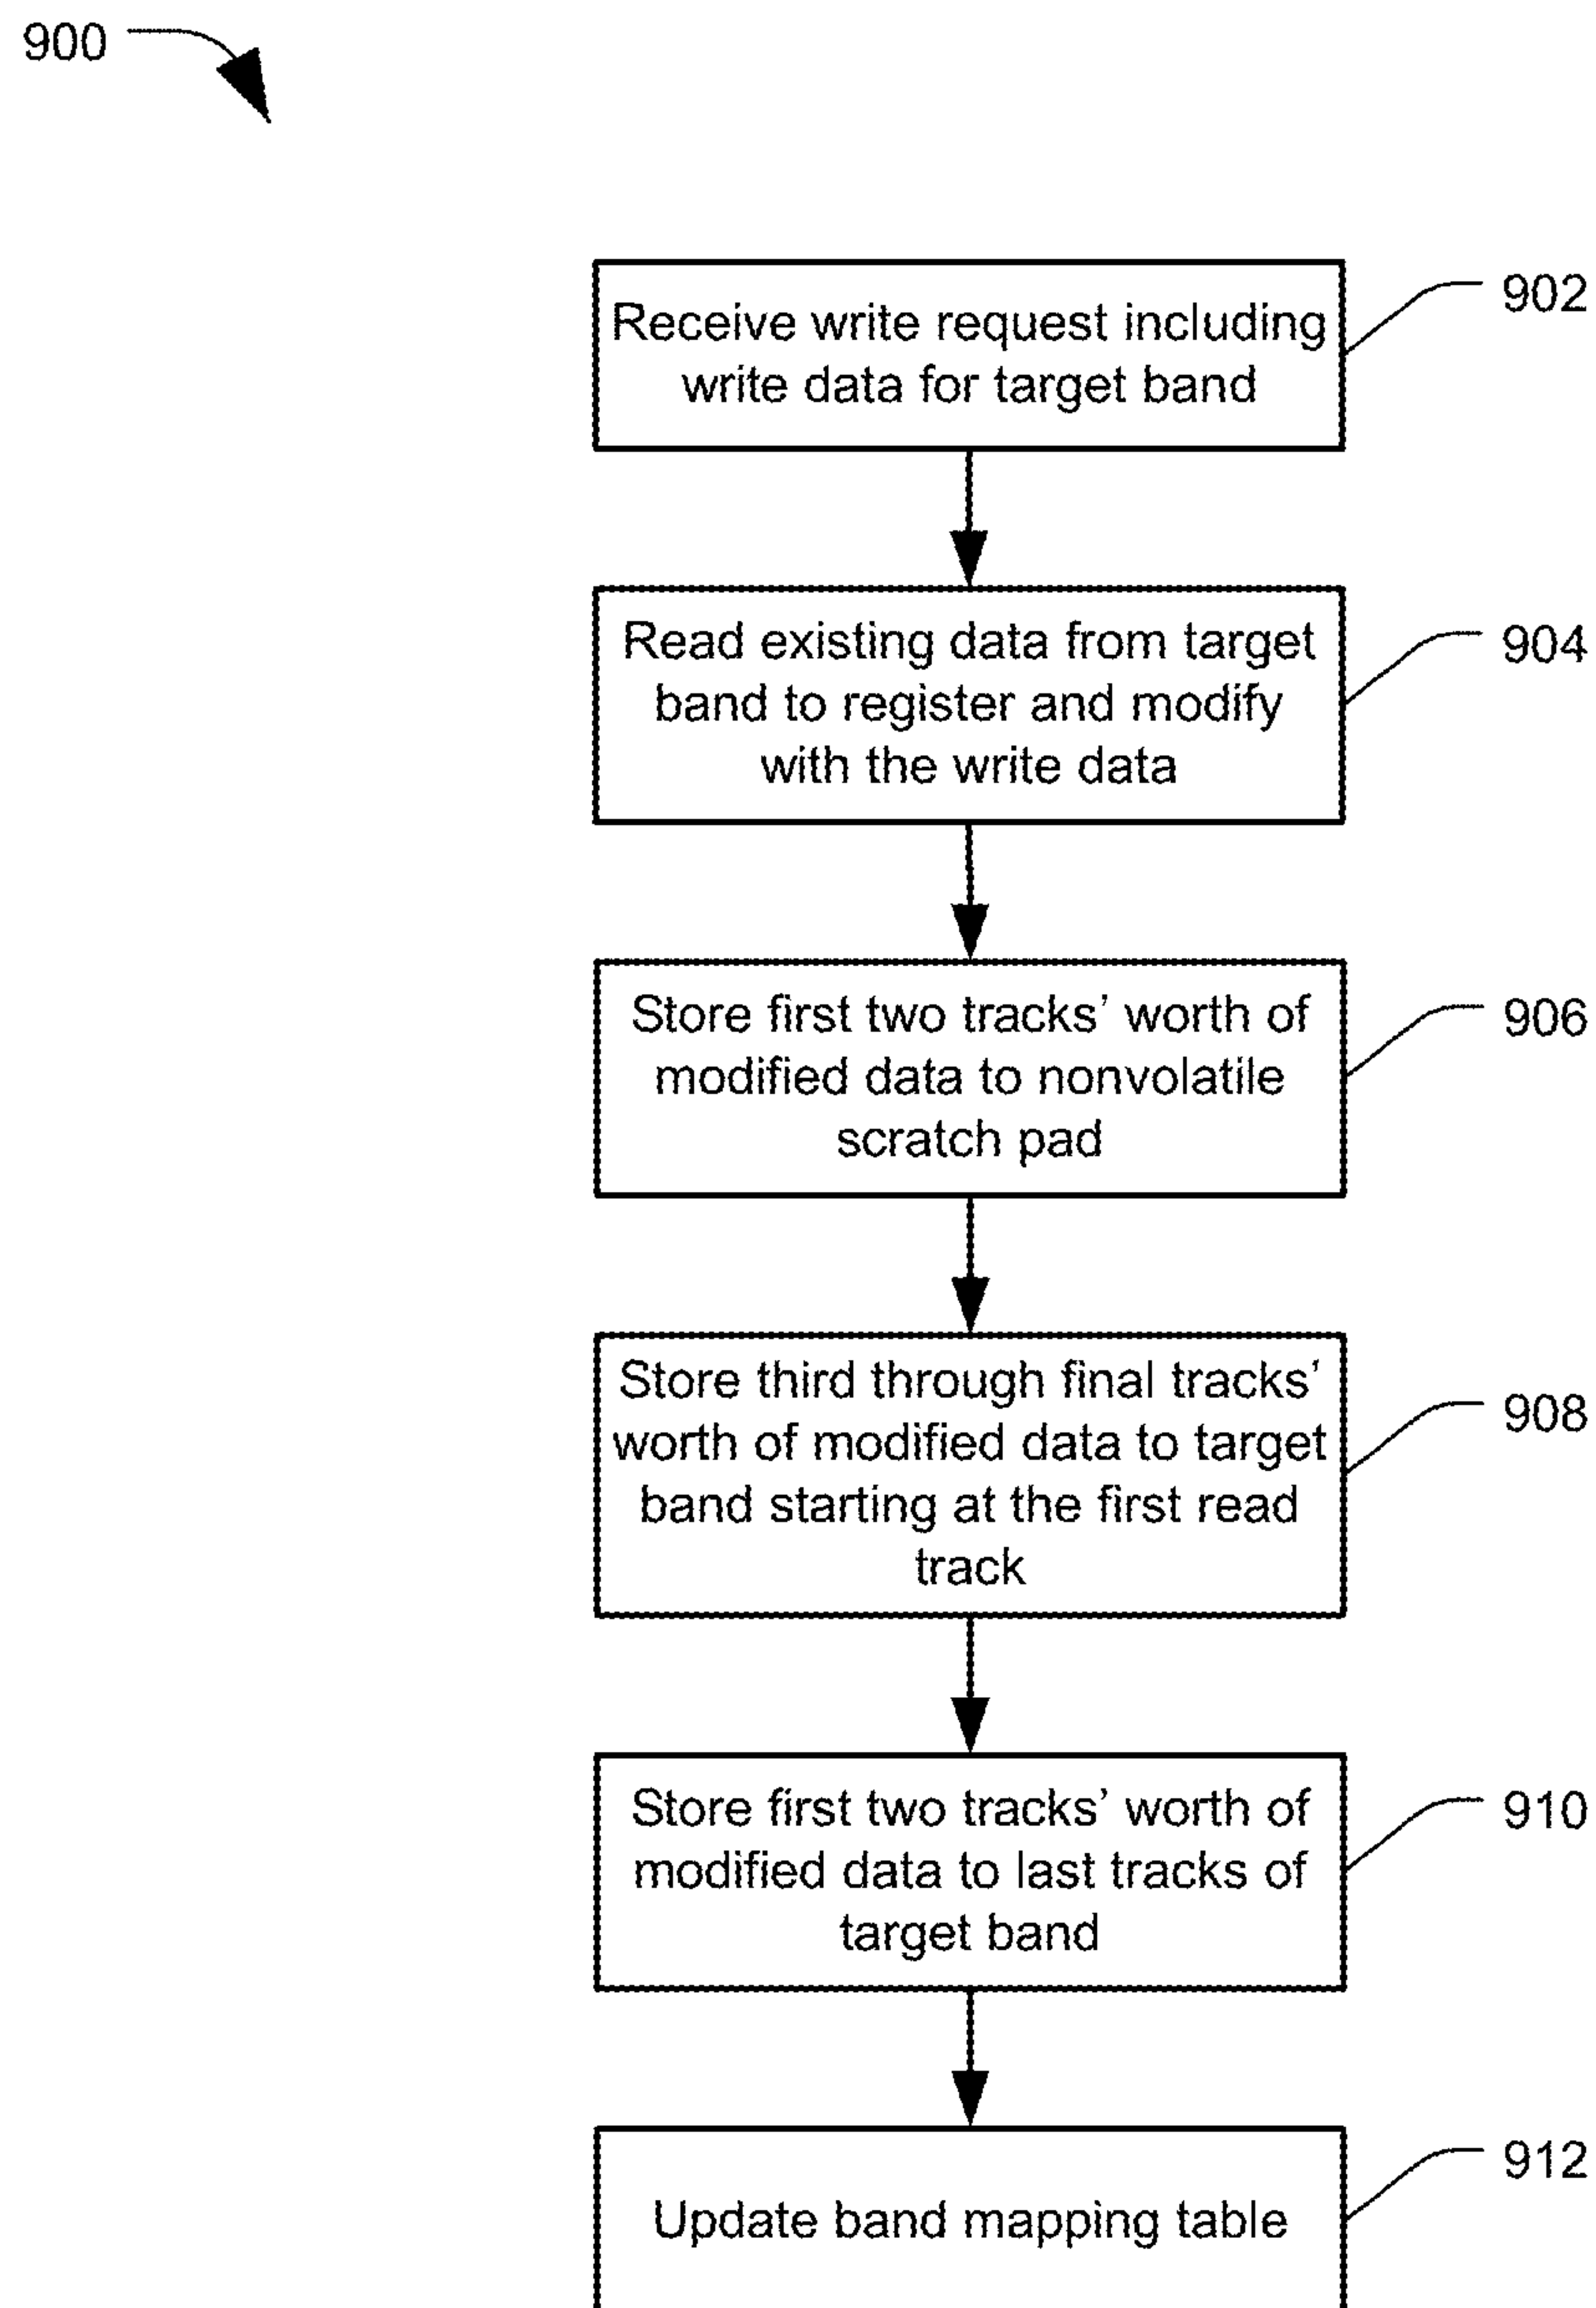 900
Receive write request including
write data for target band
902
Read existing data from target
band to register and modify
with the write data
904
Store first two tracks’ worth of
modified data to nonvolatile
scratch pad
906
Store third through final tracks’
worth of modified data to target
band starting at the first read
track
908
Store first two tracks’ worth of
modified data to last tracks of
target band
910
Update band mapping table
912